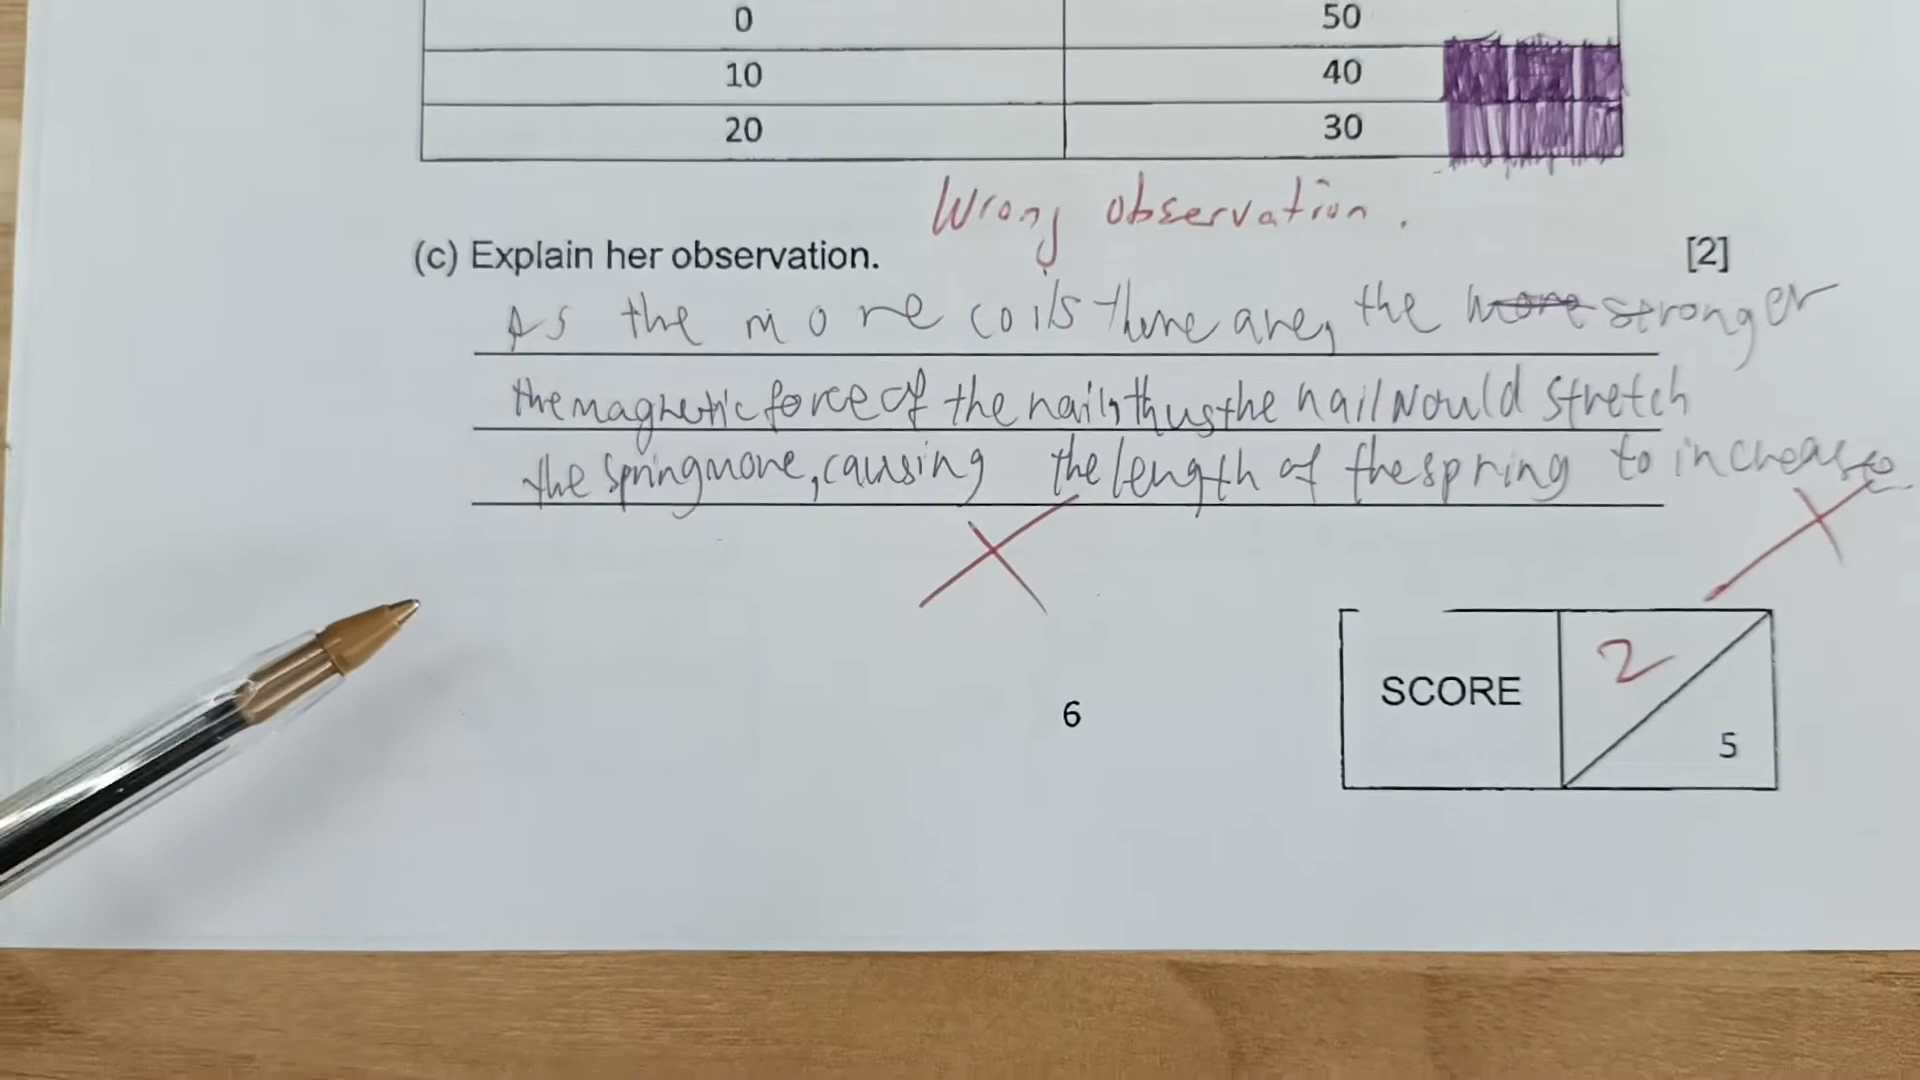 0 50
10 40
20 30
Wrong observation.
(c) Explain her observation. [2]
As the more coils there are, the more stronger
the magnetic force of the nail, thus the nail would stretch
the spring more, causing the length of the spring to increase
6
SCORE 2 5